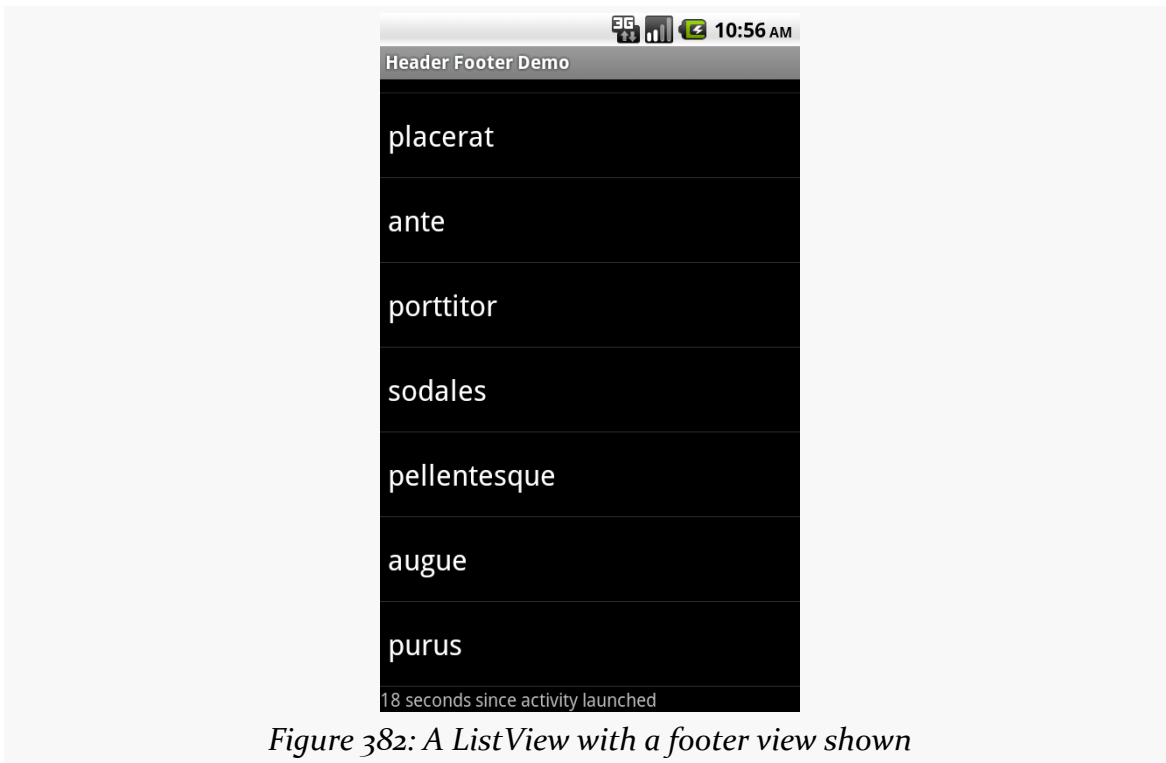 3G 10:56 AM
Header Footer Demo
placerat
ante
porttitor
sodales
pellentesque
augue
purus
18 seconds since activity launched
Figure 382: A ListView with a footer view shown